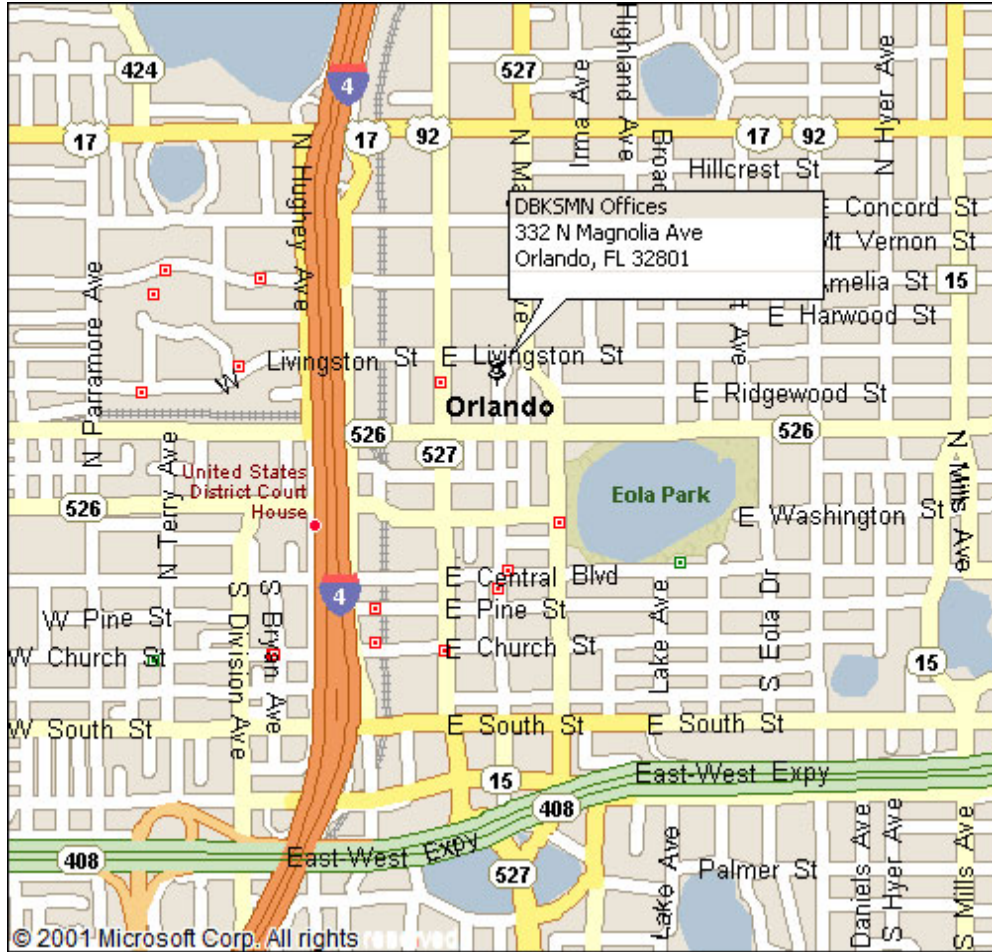 424
527
4
17
17
92
17
92
N Hughey Ave
Irma Ave
Highland Ave
N Hyer Ave
Hillcrest St
DBKSMN Offices
332 N Magnolia Ave
Orlando, FL 32801
E Concord St
Mt Vernon St
Amelia St
15
E Harwood St
N Parramore Ave
W Livingston St
E Livingston St
E Ridgewood St
Orlando
526
527
526
N Terry Ave
United States
District Court
House
Eola Park
526
E Washington St
N Mills Ave
4
E Central Blvd
W Pine St
E Pine St
W Church St
E Church St
S Division Ave
S Bryan Ave
Lake Ave
S Eola Dr
15
W South St
E South St
E South St
15
East-West Expy
408
408
East-West Expy
527
Lake Ave
Palmer St
Daniels Ave
S Hyer Ave
S Mills Ave
© 2001 Microsoft Corp. All rights reserved